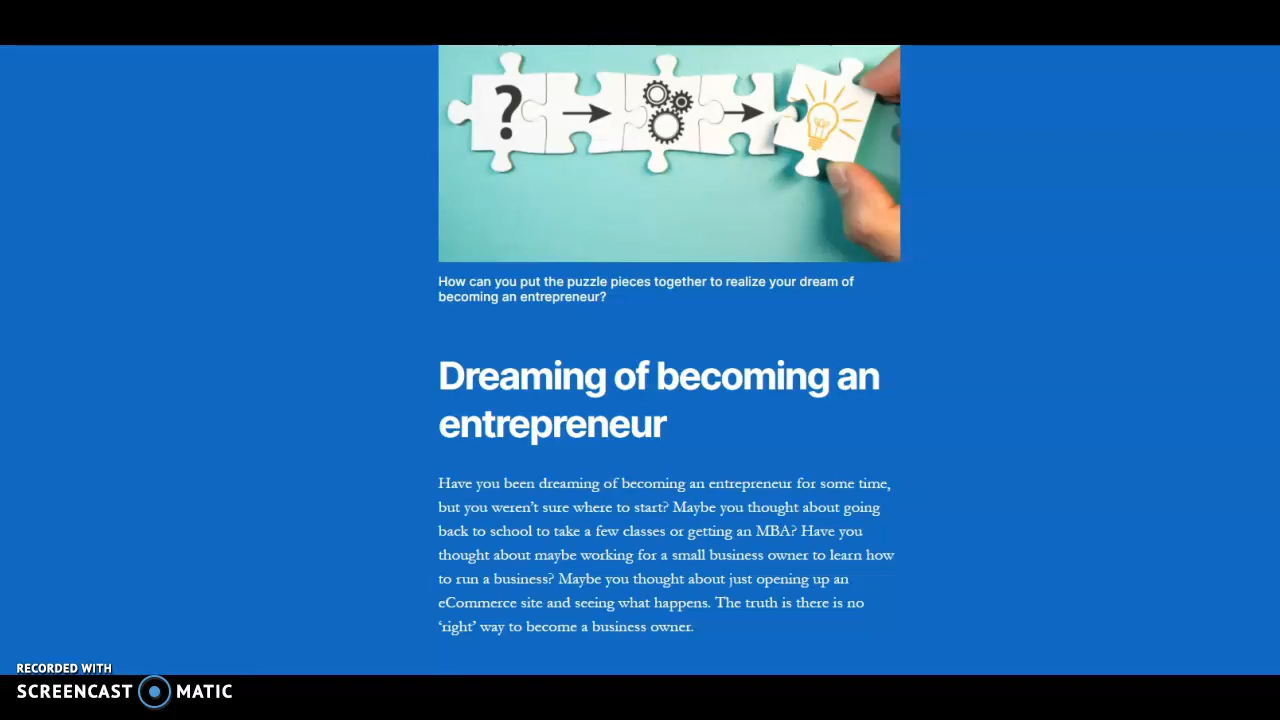 ?
How can you put the puzzle pieces together to realize your dream of
becoming an entrepreneur?
Dreaming of becoming an
entrepreneur
Have you been dreaming of becoming an entrepreneur for some time,
but you weren’t sure where to start? Maybe you thought about going
back to school to take a few classes or getting an MBA? Have you
thought about maybe working for a small business owner to learn how
to run a business? Maybe you thought about just opening up an
eCommerce site and seeing what happens. The truth is there is no
‘right’ way to become a business owner.
RECORDED WITH
SCREENCAST MATIC